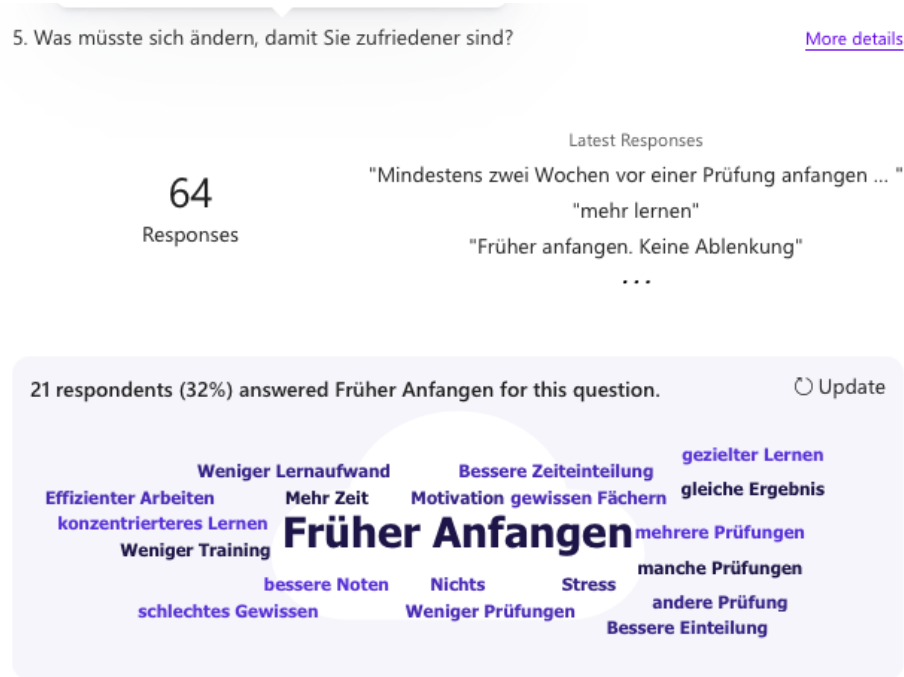 5. Was müsste sich ändern, damit Sie zufriedener sind?
More details
64
Responses
Latest Responses
"Mindestens zwei Wochen vor einer Prüfung anfangen ... "
"mehr lernen"
"Früher anfangen. Keine Ablenkung"
...
21 respondents (32%) answered Früher Anfangen for this question.
Update
gezielter Lernen
Weniger Lernaufwand
Bessere Zeiteinteilung
gleiche Ergebnis
Effizienter Arbeiten
Mehr Zeit
Motivation
gewissen Fächern
konzentrierteres Lernen
Früher Anfangen
mehrere Prüfungen
Weniger Training
manche Prüfungen
bessere Noten
Nichts
Stress
andere Prüfung
schlechtes Gewissen
Weniger Prüfungen
Bessere Einteilung